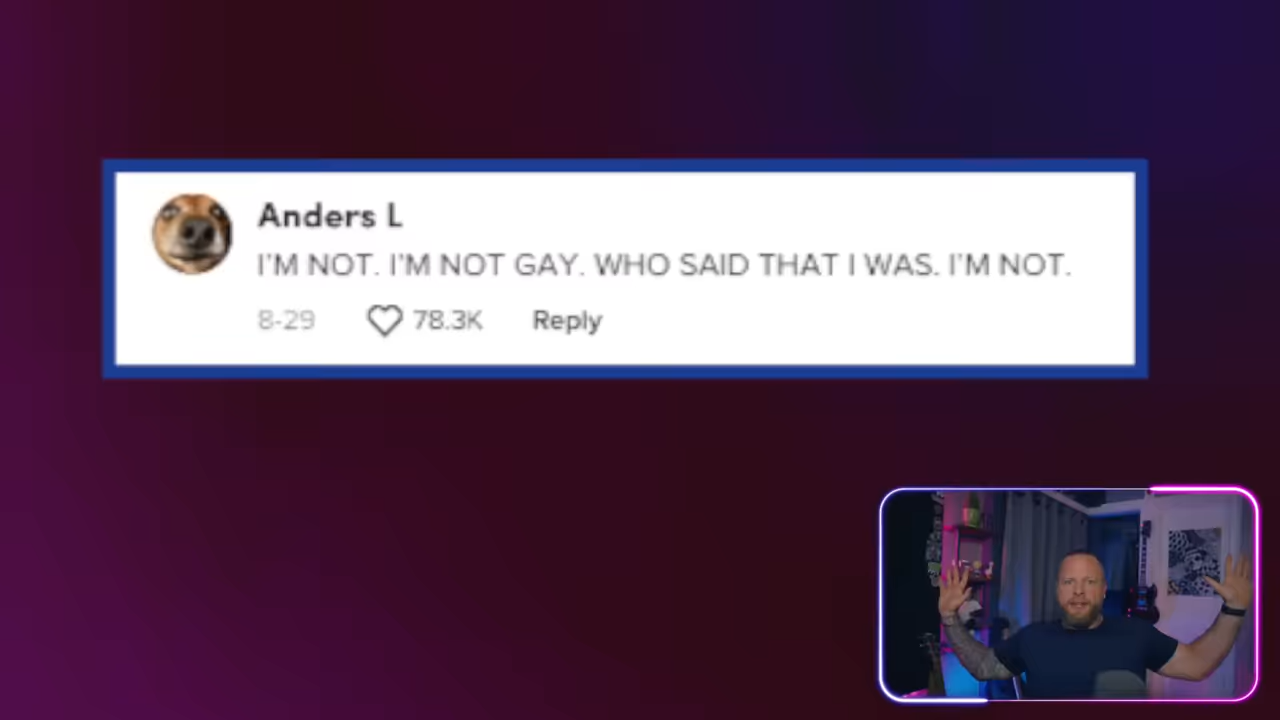 Anders L
I'M NOT. I'M NOT GAY. WHO SAID THAT I WAS. I'M NOT.
8-29 78.3K Reply